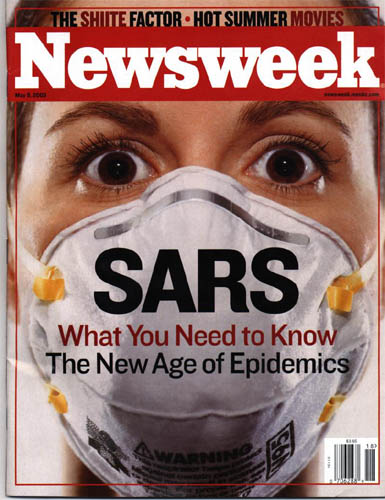 THE SHIITE FACTOR • HOT SUMMER MOVIES
Newsweek
May 5, 2003
newsweek.msnbc.com
SARS
What You Need to Know
The New Age of Epidemics
WARNING
N95